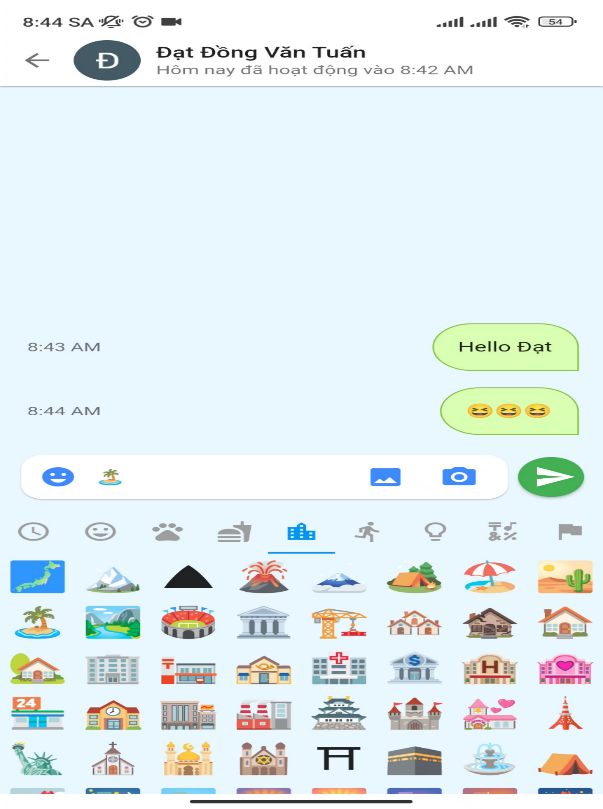 8:44 SA
54
Đ
Đạt Đồng Văn Tuấn
Hôm nay đã hoạt động vào 8:42 AM
8:43 AM
Hello Đạt
8:44 AM
😆😆😆
🏝️
&%
24
H
$